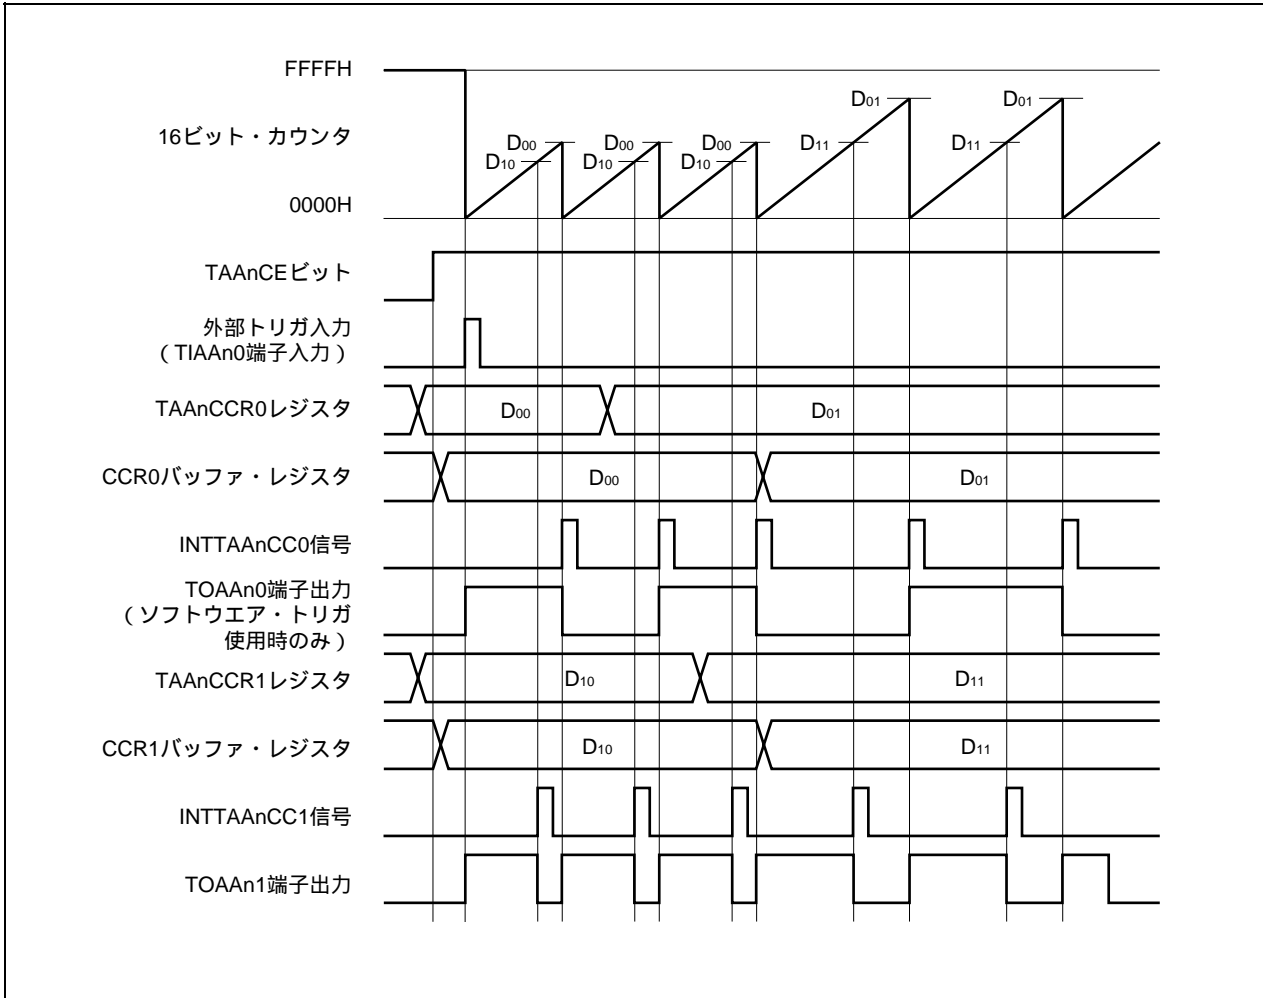 FFFFH
D01 D01
16ビット・カウンタ D00 D00 D00 D11 D11
D10 D10 D10
0000H
TAAnCEビット
外部トリガ入力
（TIAAn0端子入力）
TAAnCCR0レジスタ D00 D01
CCR0バッファ・レジスタ D00 D01
INTTAAnCC0信号
TOAAn0端子出力
（ソフトウエア・トリガ
使用時のみ）
TAAnCCR1レジスタ D10 D11
CCR1バッファ・レジスタ D10 D11
INTTAAnCC1信号
TOAAn1端子出力